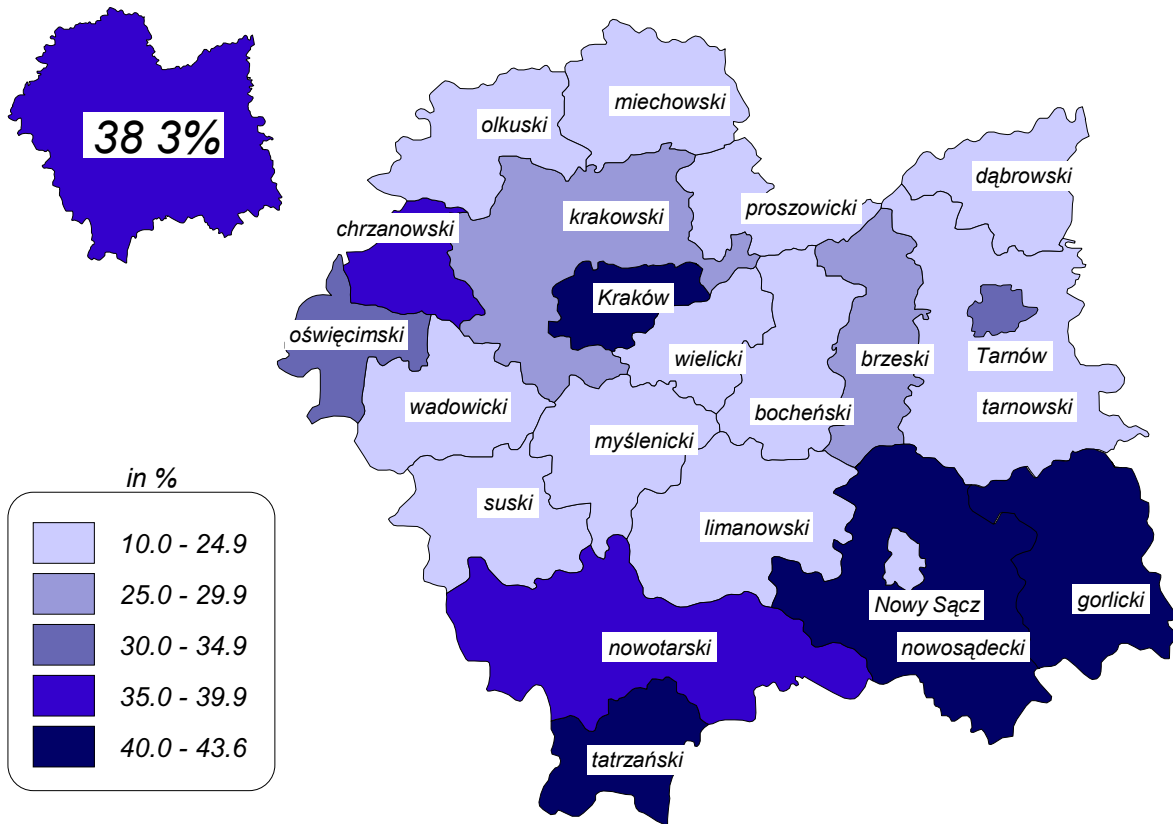 38 3%
miechowski
olkuski
dąbrowski
proszowicki
krakowski
chrzanowski
Kraków
oświęcimski
wielicki
brzeski
Tarnów
wadowicki
bocheński
tarnowski
myślenicki
suski
limanowski
Nowy Sącz
gorlicki
nowotarski
nowosądecki
tatrzański
in %
10.0 - 24.9
25.0 - 29.9
30.0 - 34.9
35.0 - 39.9
40.0 - 43.6